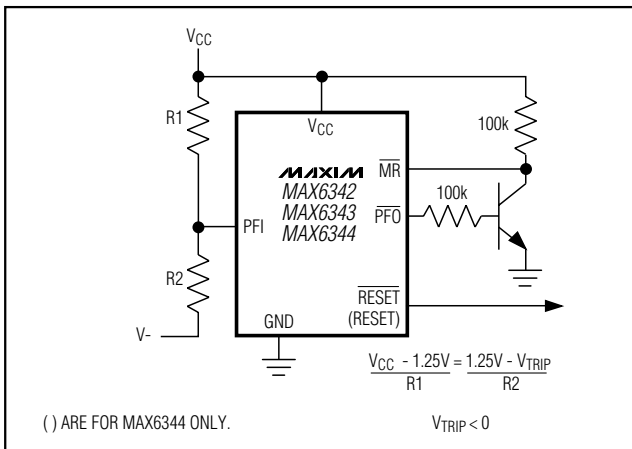 VCC
R1
100k
VCC
MAXIM
MAX6342
MAX6343
MAX6344
MR
100k
PFI
PFO
R2
RESET
(RESET)
V-
GND
VCC - 1.25V = 1.25V - VTRIP
R1 R2
( ) ARE FOR MAX6344 ONLY.
VTRIP < 0